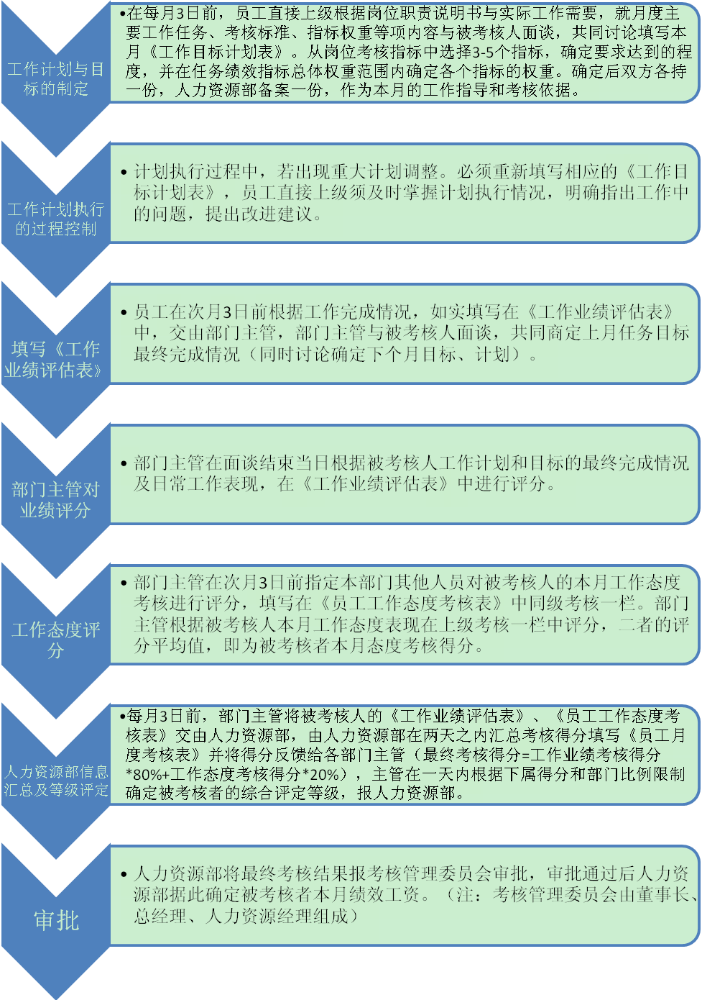 工作计划与目
标的制定
•在每月3日前，员工直接上级根据岗位职责说明书与实际工作需要，就月度主
要工作任务、考核标准、指标权重等项内容与被考核人面谈，共同讨论填写本
月《工作目标计划表》。从岗位考核指标中选择3-5个指标，确定要求达到的程
度，并在任务绩效指标总体权重范围内确定各个指标的权重。确定后双方各持
一份，人力资源部备案一份，作为本月的工作指导和考核依据。
工作计划执行
的过程控制
• 计划执行过程中，若出现重大计划调整。必须重新填写相应的《工作目
标计划表》，员工直接上级须及时掌握计划执行情况，明确指出工作中
的问题，提出改进建议。
填写《工作
业绩评估表》
• 员工在次月3日前根据工作完成情况，如实填写在《工作业绩评估表》
中，交由部门主管，部门主管与被考核人面谈，共同商定上月任务目标
最终完成情况（同时讨论确定下个月目标、计划）。
部门主管对
业绩评分
• 部门主管在面谈结束当日根据被考核人工作计划和目标的最终完成情况
及日常工作表现，在《工作业绩评估表》中进行评分。
工作态度评
分
• 部门主管在次月3日前指定本部门其他人员对被考核人的本月工作态度
考核进行评分，填写在《员工工作态度考核表》中同级考核一栏。部门
主管根据被考核人本月工作态度表现在上级考核一栏中评分，二者的评
分平均值，即为被考核者本月态度考核得分。
人力资源部信息
汇总及等级评定
•每月3日前，部门主管将被考核人的《工作业绩评估表》、《员工工作态度考
核表》交由人力资源部，由人力资源部在两天之内汇总考核得分填写《员工月
度考核表》并将得分反馈给各部门主管（最终考核得分=工作业绩考核得分
*80%+工作态度考核得分*20%），主管在一天内根据下属得分和部门比例限制
确定被考核者的综合评定等级，报人力资源部。
审批
• 人力资源部将最终考核结果报考核管理委员会审批，审批通过后人力资
源部据此确定被考核者本月绩效工资。（注：考核管理委员会由董事长、
总经理、人力资源经理组成）